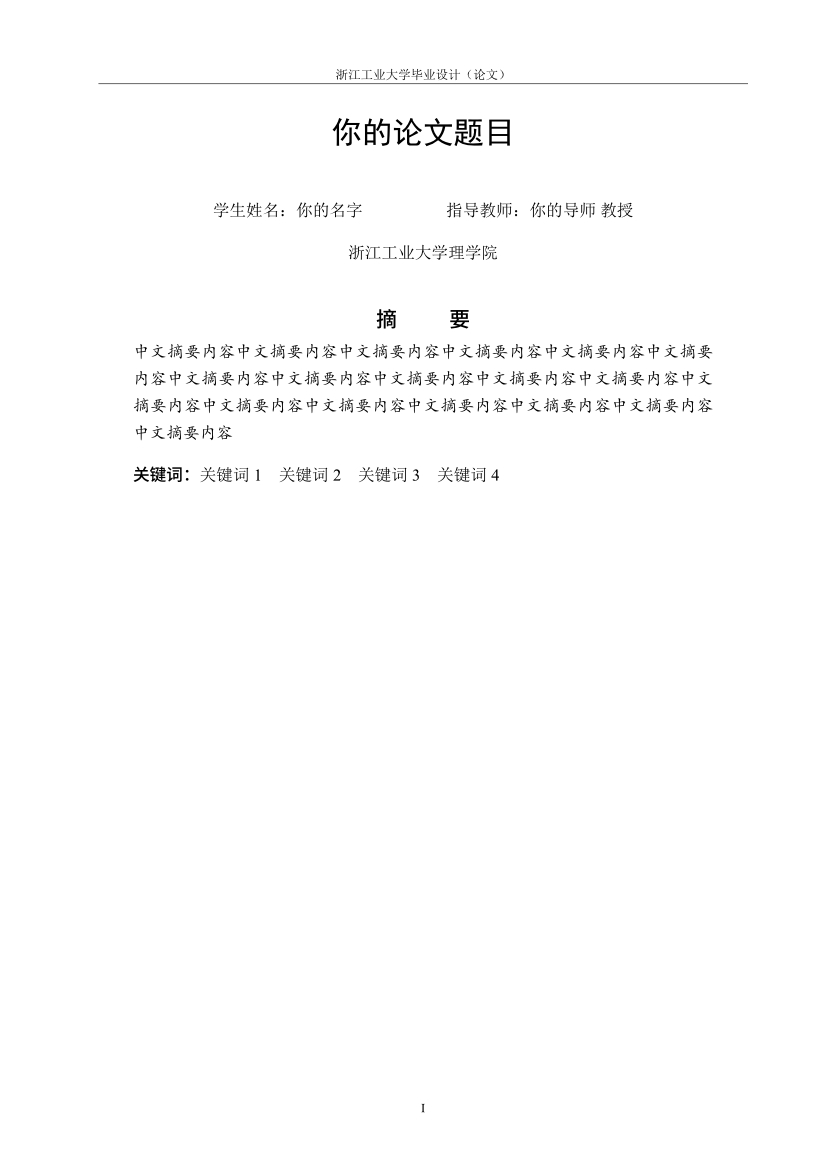 浙江工业大学毕业设计（论文）
你的论文题目
学生姓名：你的名字 指导教师：你的导师 教授
浙江工业大学理学院
摘 要
中文摘要内容中文摘要内容中文摘要内容中文摘要内容中文摘要内容中文摘要
内容中文摘要内容中文摘要内容中文摘要内容中文摘要内容中文摘要内容中文
摘要内容中文摘要内容中文摘要内容中文摘要内容中文摘要内容中文摘要内容
中文摘要内容
关键词：关键词 1 关键词 2 关键词 3 关键词 4
I